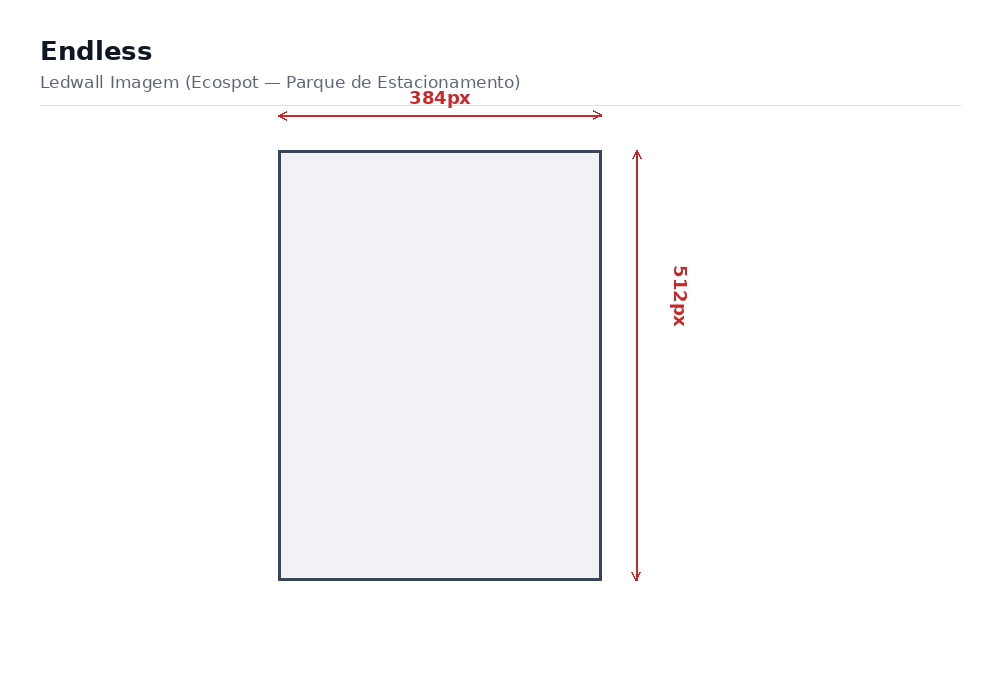 Endless
Ledwall Imagem (Ecospot — Parque de Estacionamento)
384px
512px